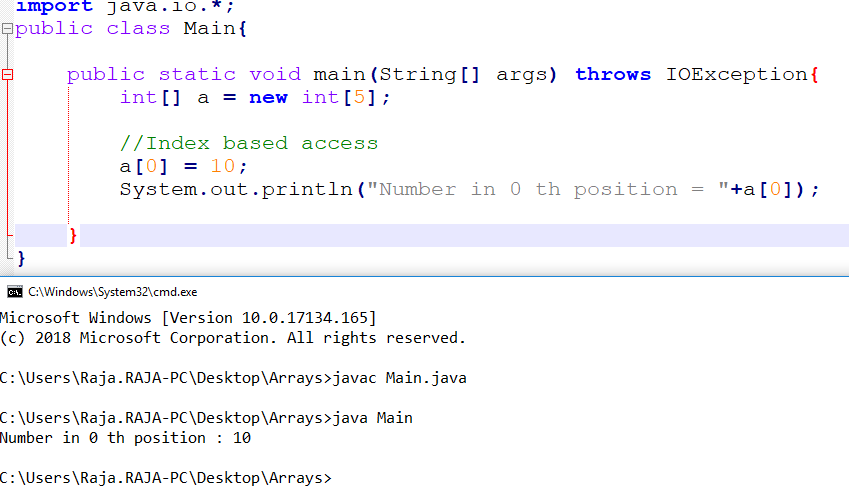 import java.io.*;
public class Main{
public static void main(String[] args) throws IOException{
int[] a = new int[5];
//Index based access
a[0] = 10;
System.out.println("Number in 0 th position = "+a[0]);
}
}
C:\Windows\System32\cmd.exe
Microsoft Windows [Version 10.0.17134.165]
(c) 2018 Microsoft Corporation. All rights reserved.
C:\Users\Raja.RAJA-PC\Desktop\Arrays>javac Main.java
C:\Users\Raja.RAJA-PC\Desktop\Arrays>java Main
Number in 0 th position : 10
C:\Users\Raja.RAJA-PC\Desktop\Arrays>